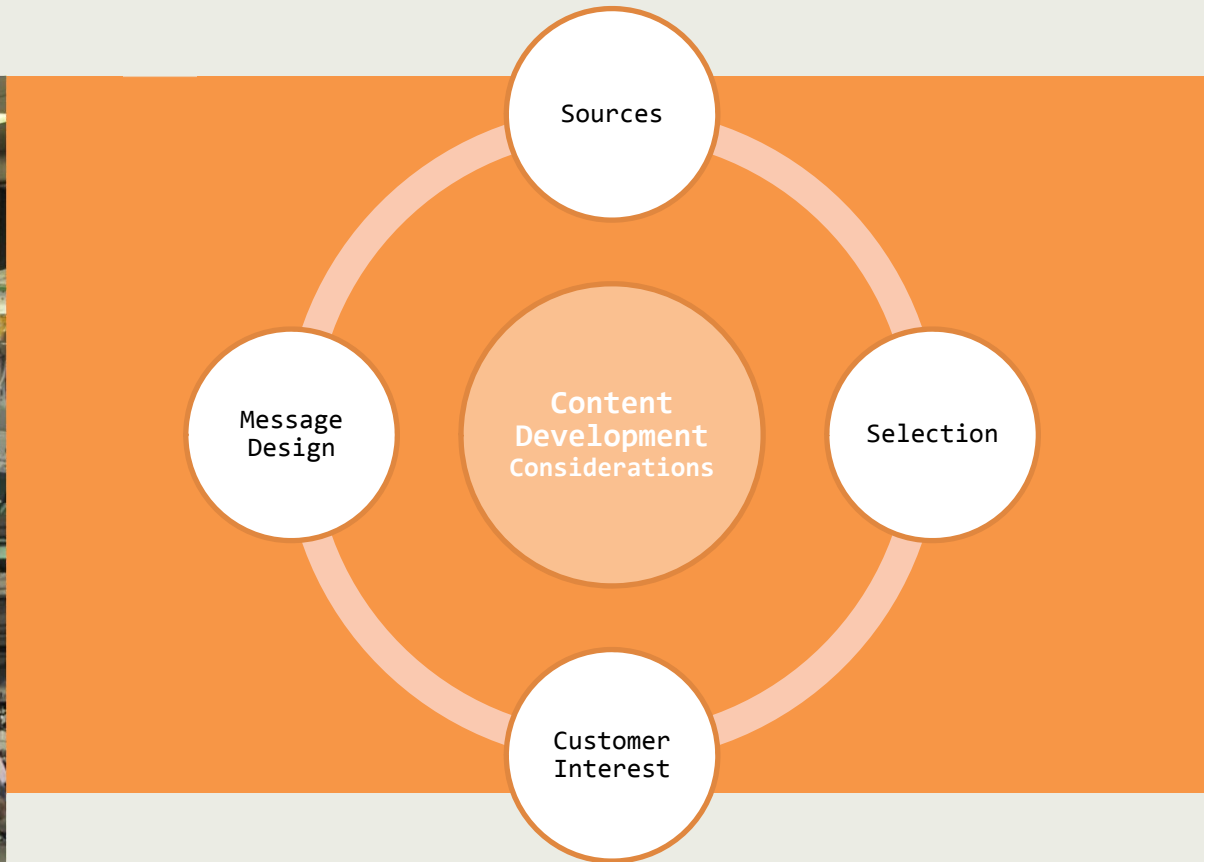 Sources
Message
Design
Content
Development
Considerations
Selection
Customer
Interest